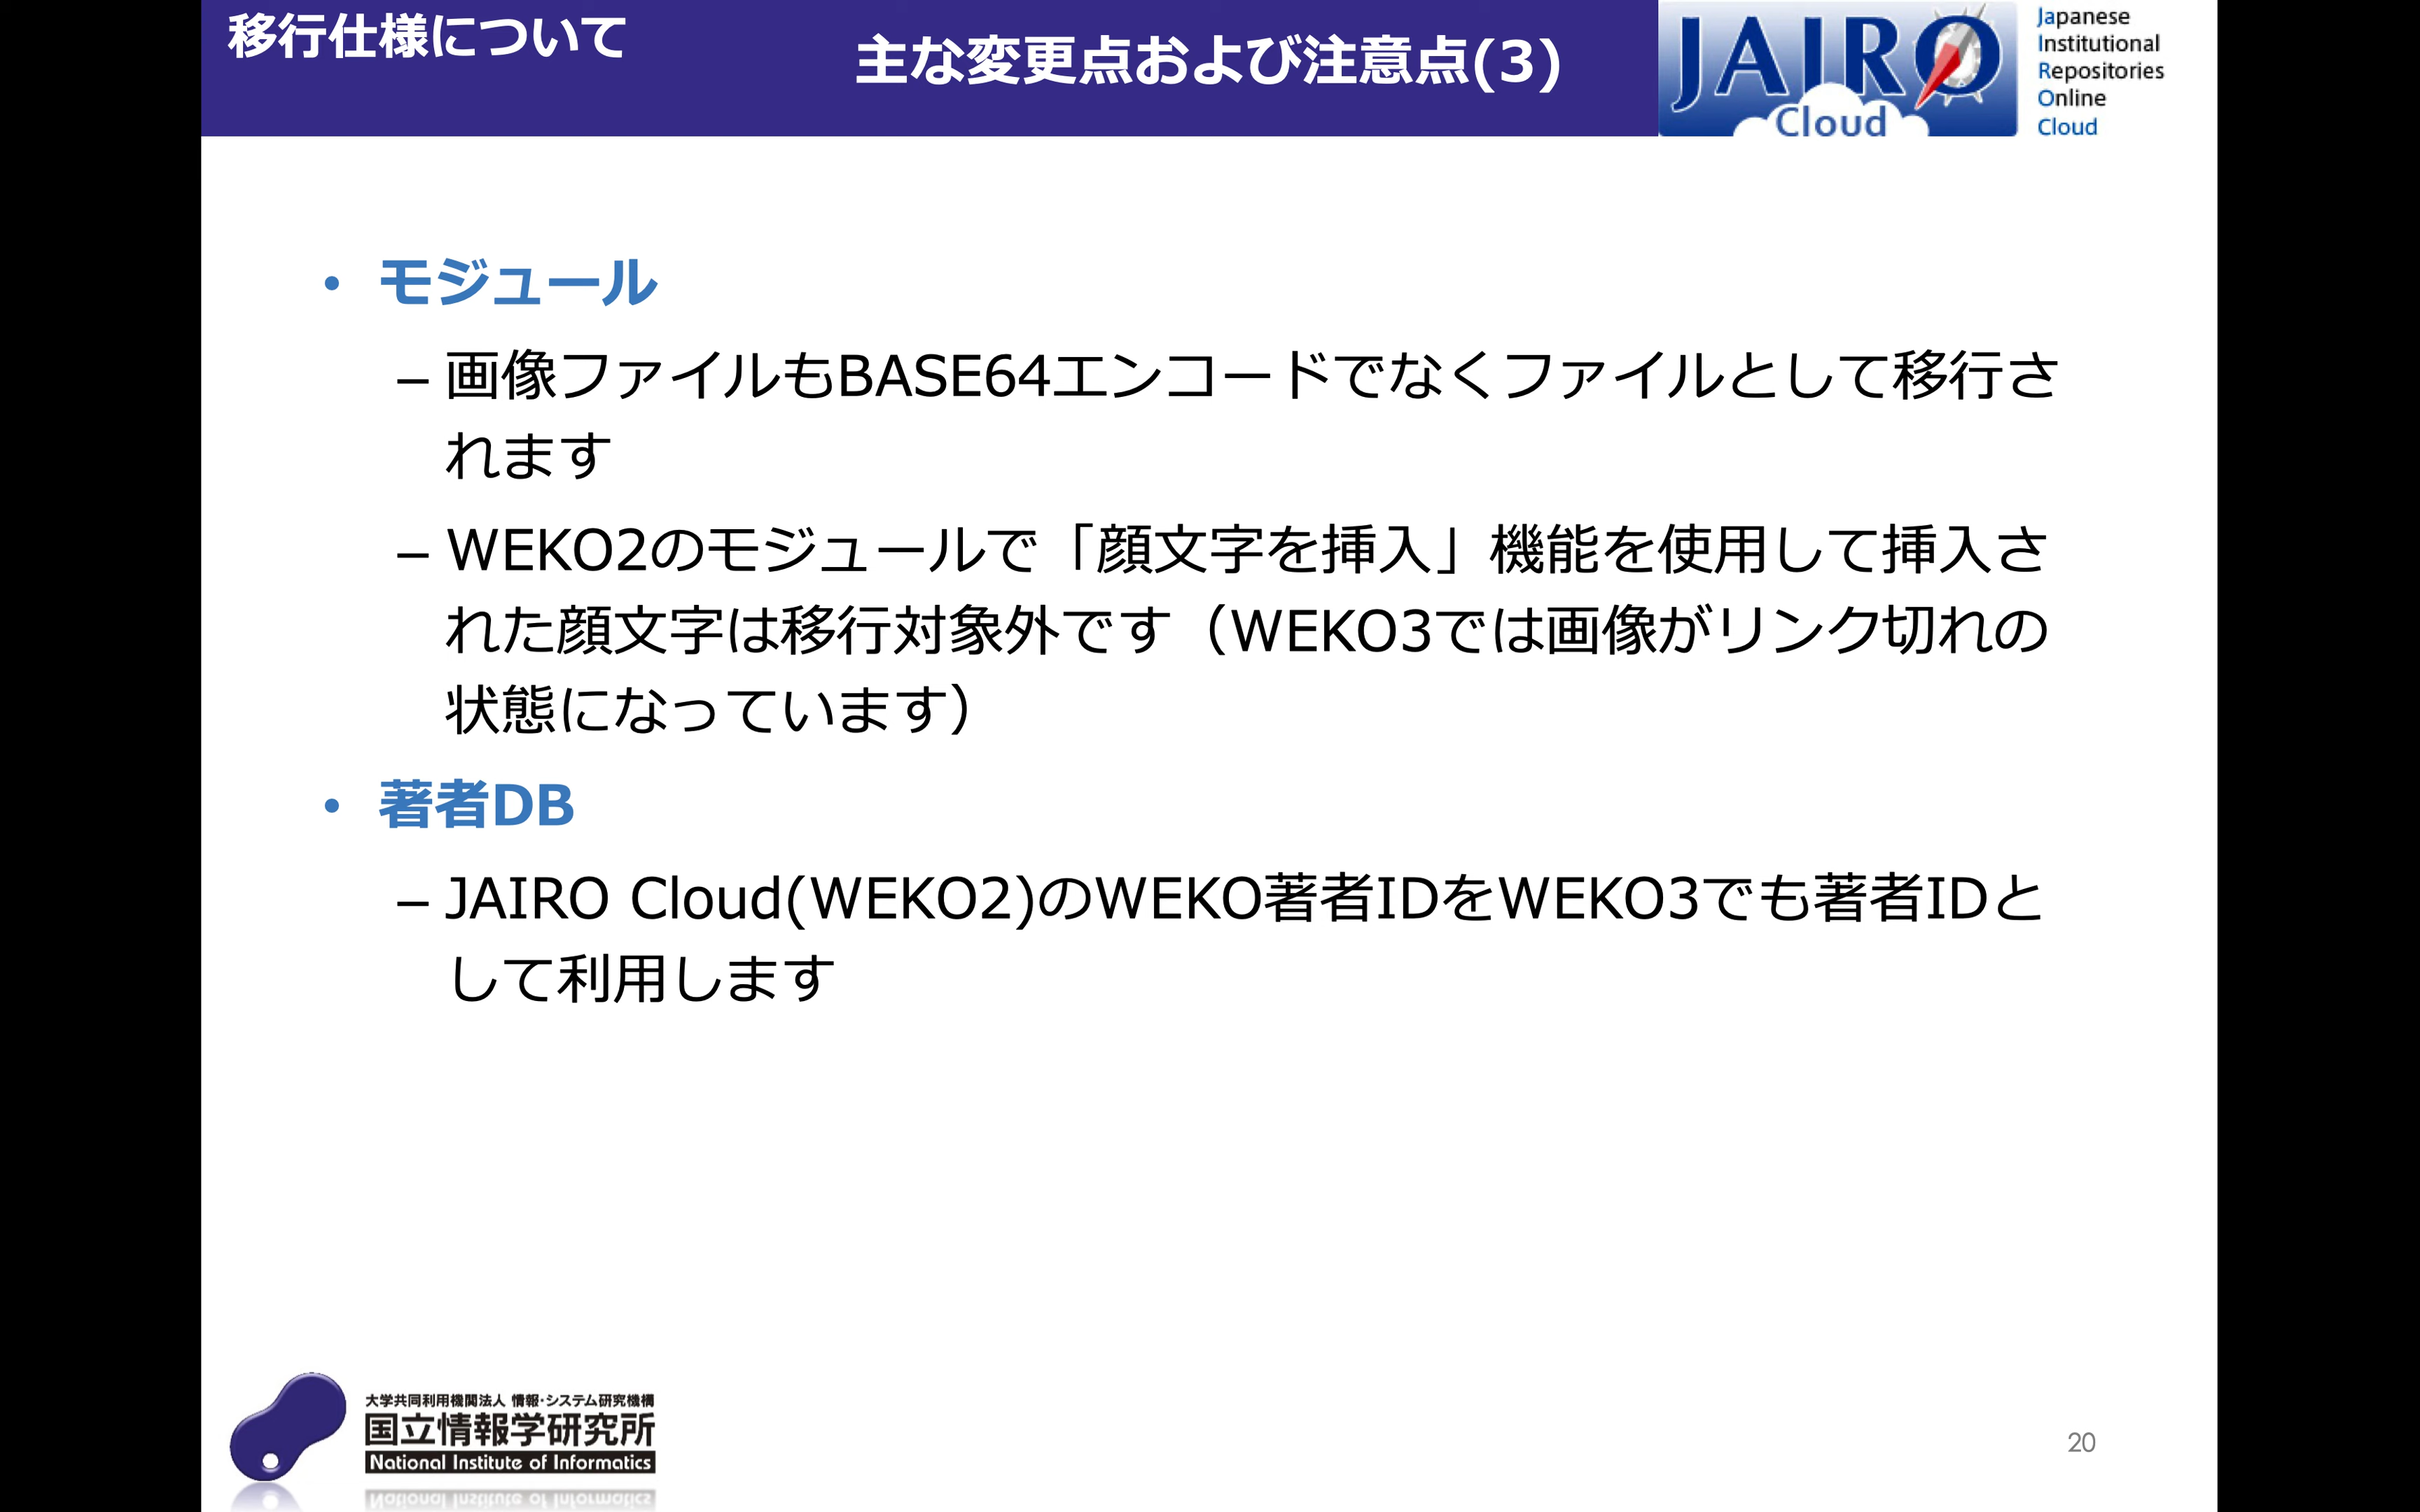 移行仕様について
主な変更点および注意点(3)
JAIRO
Cloud
Japanese
Institutional
Repositories
Online
Cloud
• モジュール
– 画像ファイルもBASE64エンコードでなくファイルとして移行さ
れます
– WEKO2のモジュールで「顔文字を挿入」機能を使用して挿入さ
れた顔文字は移行対象外です（WEKO3では画像がリンク切れの
状態になっています）
• 著者DB
– JAIRO Cloud(WEKO2)のWEKO著者IDをWEKO3でも著者IDと
して利用します
大学共同利用機関法人 情報・システム研究機構
国立情報学研究所
National Institute of Informatics
20